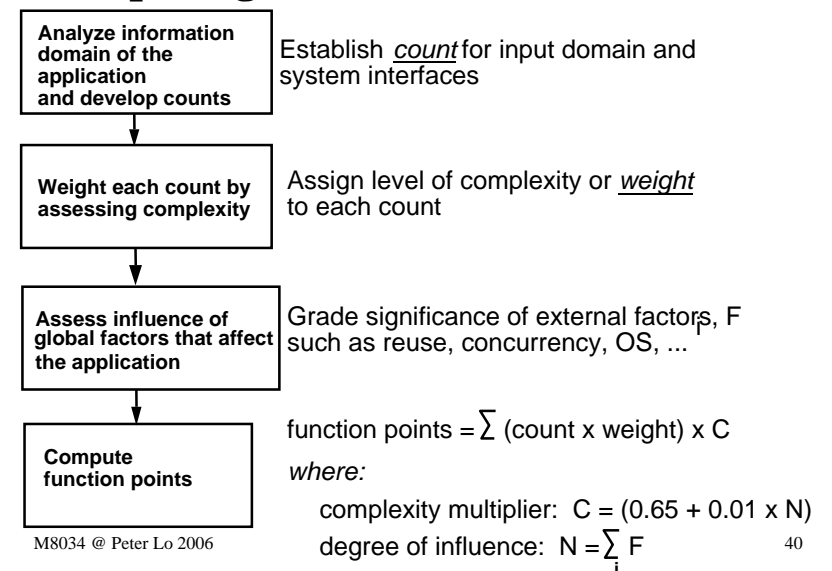 Analyze information
domain of the
application
and develop counts
Establish count for input domain and
system interfaces
Weight each count by
assessing complexity
Assign level of complexity or weight
to each count
Assess influence of
global factors that affect
the application
Grade significance of external factors, F i
such as reuse, concurrency, OS, ...
Compute
function points
function points = ∑ (count x weight) x C
where:
complexity multiplier: C = (0.65 + 0.01 x N)
degree of influence: N = ∑ F i
M8034 @ Peter Lo 2006
40